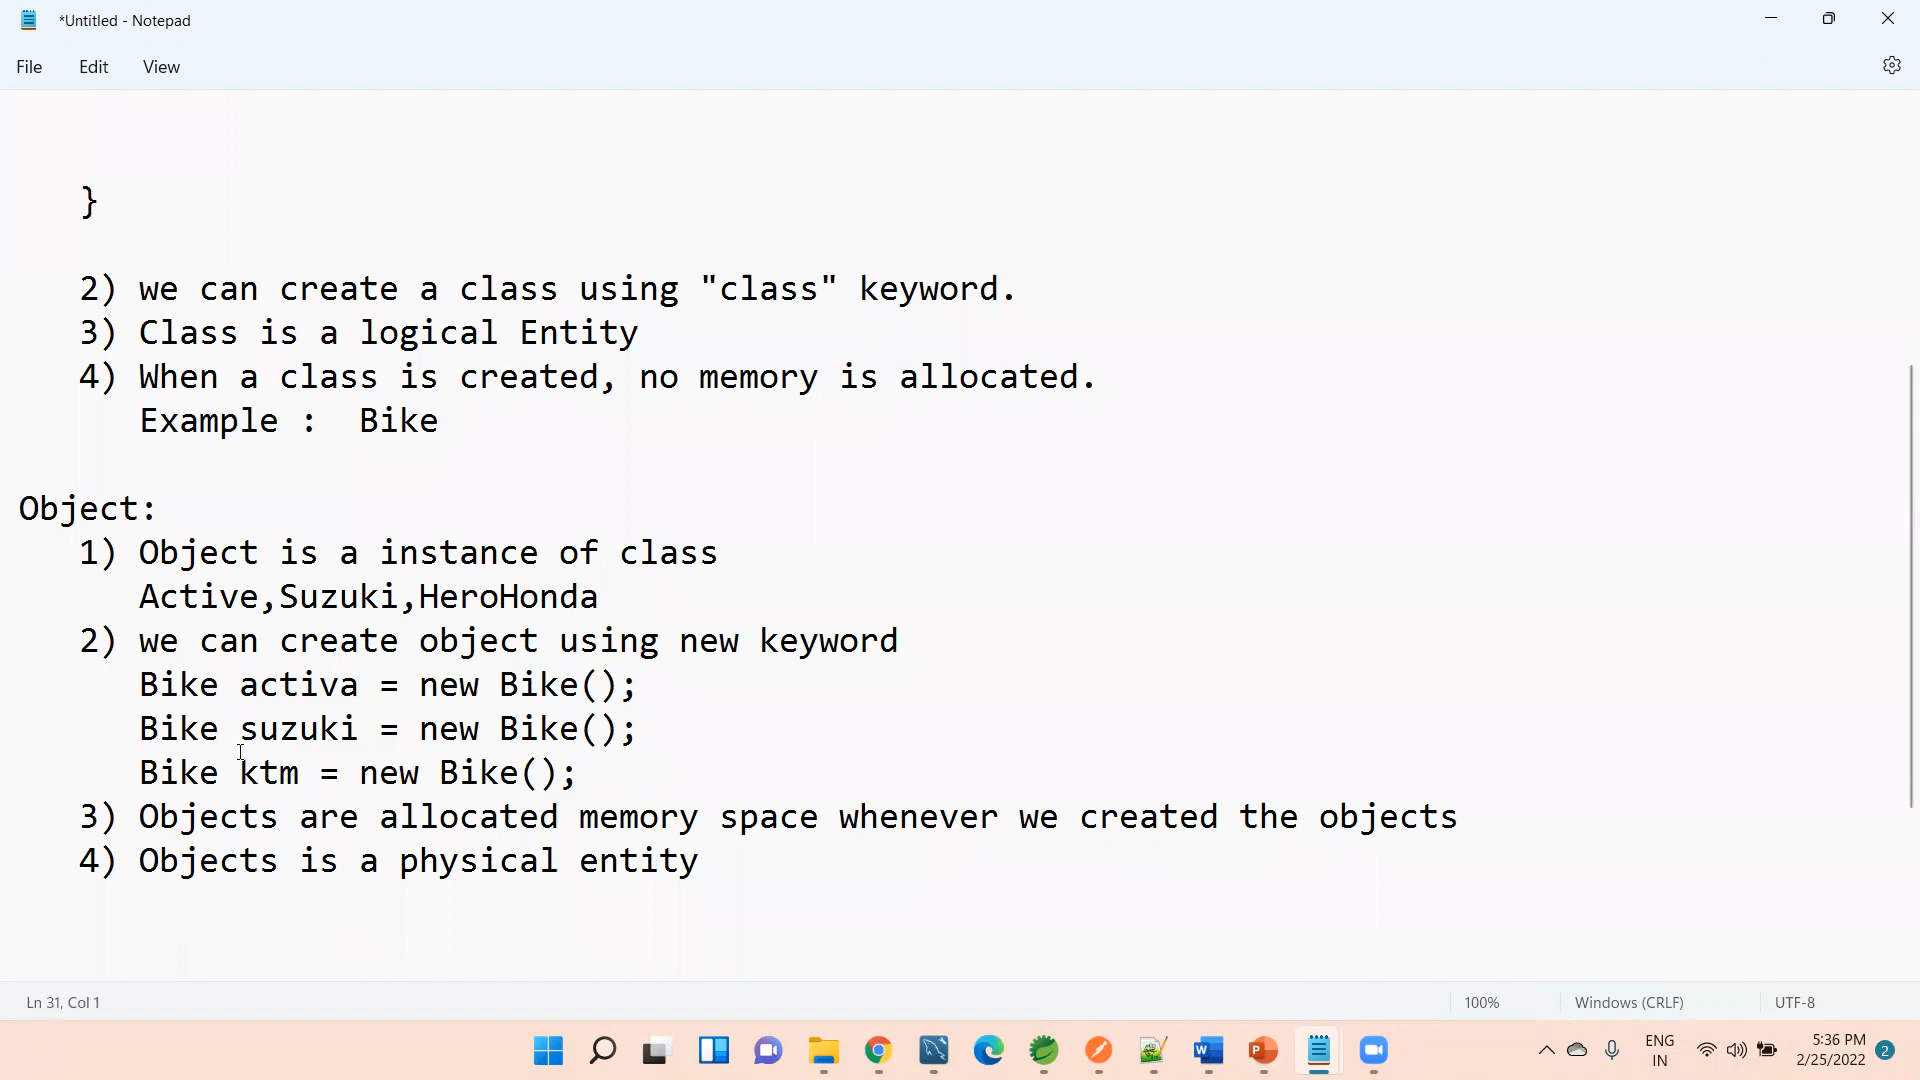 *Untitled - Notepad
File Edit View
}
2) we can create a class using "class" keyword.
3) Class is a logical Entity
4) When a class is created, no memory is allocated.
Example : Bike
Object:
1) Object is a instance of class
Active,Suzuki,HeroHonda
2) we can create object using new keyword
Bike activa = new Bike();
Bike suzuki = new Bike();
Bike ktm = new Bike();
3) Objects are allocated memory space whenever we created the objects
4) Objects is a physical entity
Ln 31, Col 1 100% Windows (CRLF) UTF-8
ENG
IN
5:36 PM
2/25/2022
2